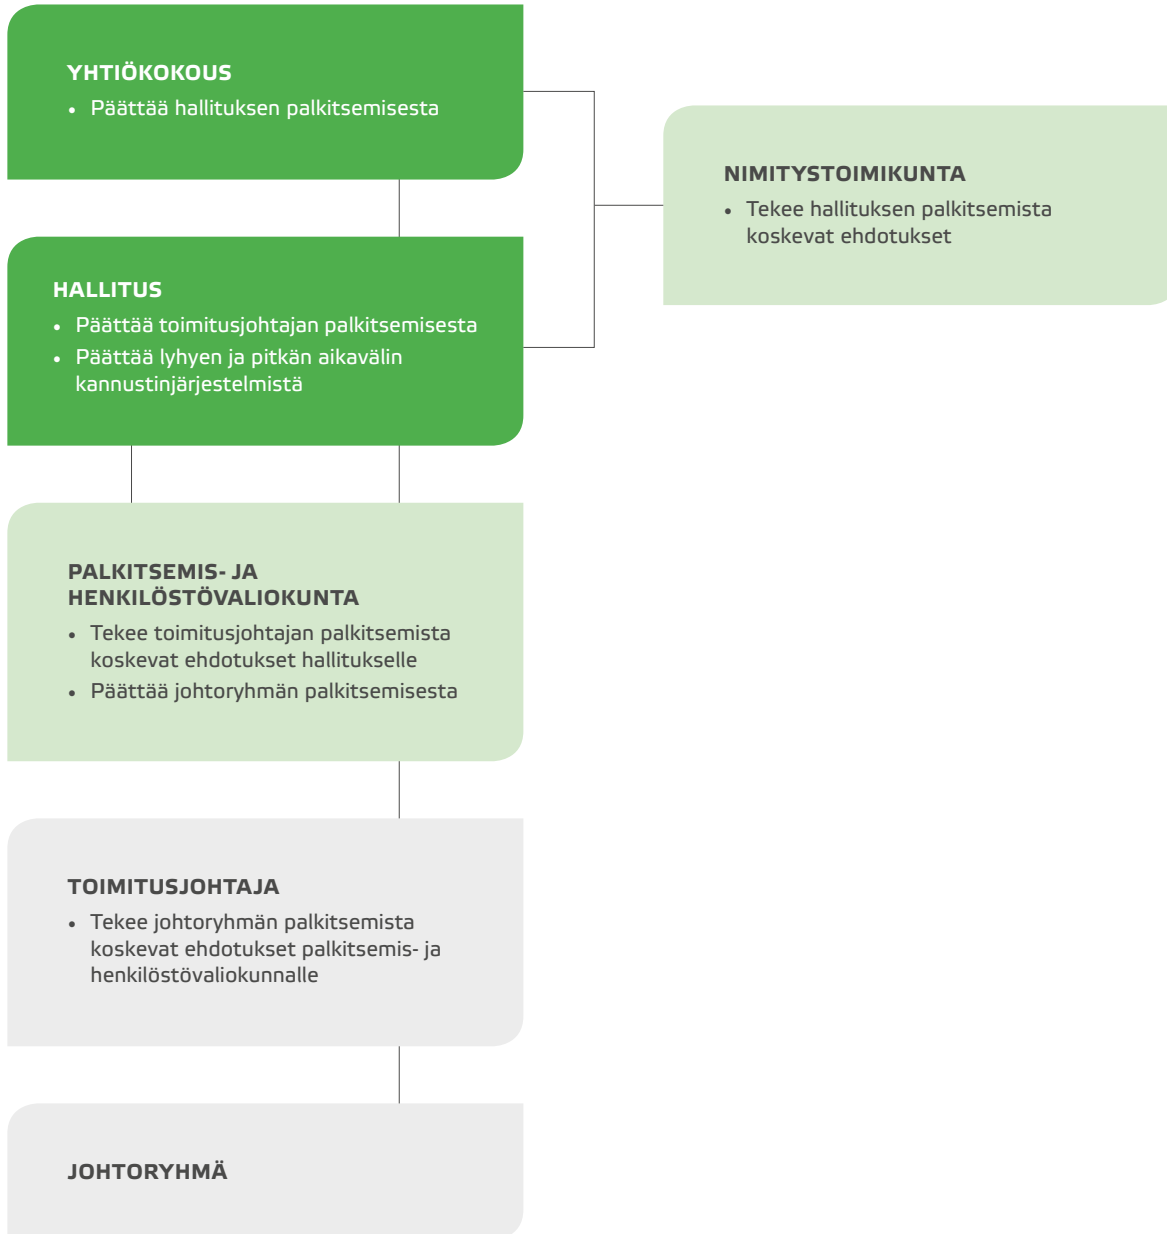 YHTIÖKOKOUS
• Päättää hallituksen palkitsemisesta
NIMITYSTOIMIKUNTA
• Tekee hallituksen palkitsemista
koskevat ehdotukset
HALLITUS
• Päättää toimitusjohtajan palkitsemisesta
• Päättää lyhyen ja pitkän aikavälin
kannustinjärjestelmistä
PALKITSEMIS- JA
HENKILÖSTÖVALIOKUNTA
• Tekee toimitusjohtajan palkitsemista
koskevat ehdotukset hallitukselle
• Päättää johtoryhmän palkitsemisesta
TOIMITUSJOHTAJA
• Tekee johtoryhmän palkitsemista
koskevat ehdotukset palkitsemis- ja
henkilöstövaliokunnalle
JOHTORYHMÄ